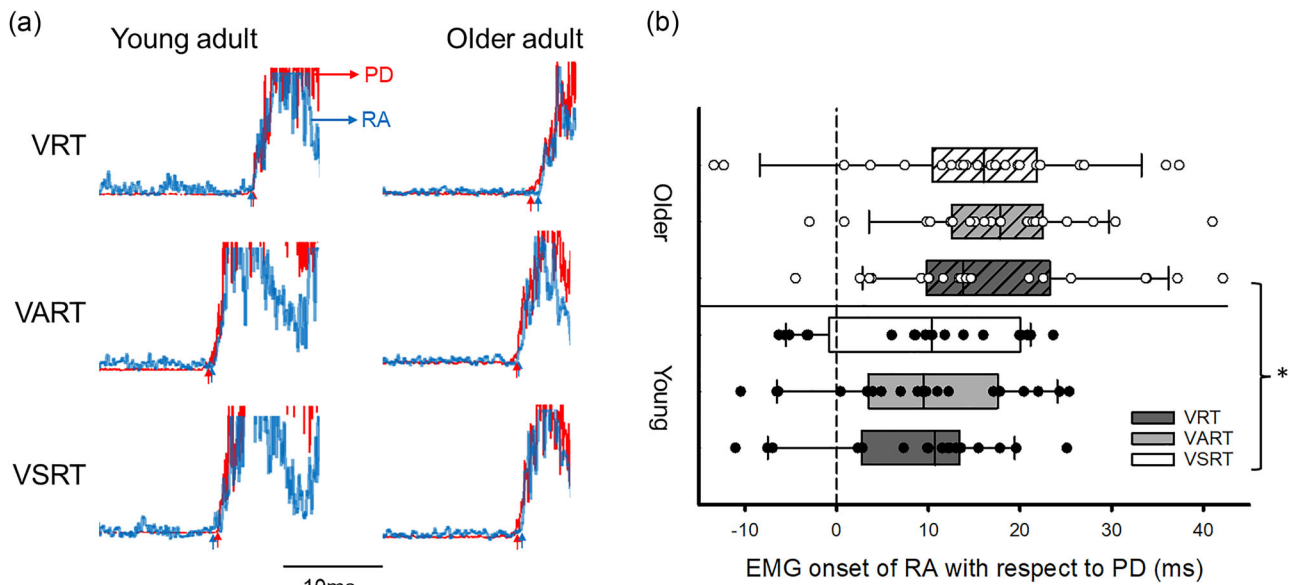 (a)
Young adult
Older adult
PD
RA
VRT
VART
VSRT
10ms
(b)
Older
Young
*
VRT
VART
VSRT
-10 0 10 20 30 40
EMG onset of RA with respect to PD (ms)